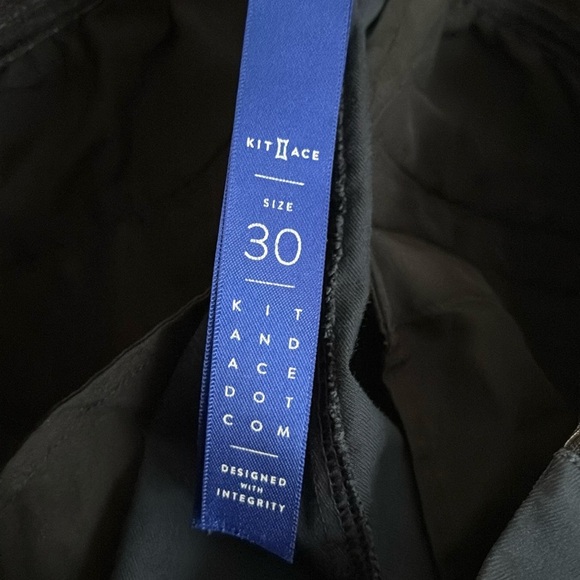 KIT ACE
SIZE
30
K I T
A N D
A C E
D O T
C O M
DESIGNED
WITH
INTEGRITY